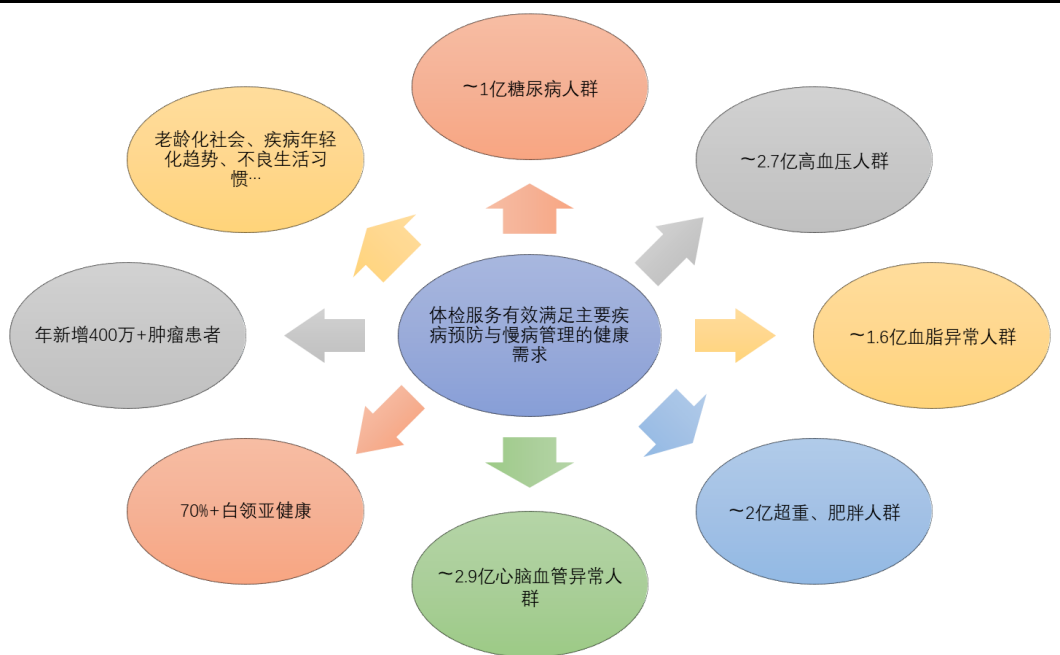 ~1亿糖尿病人群
老龄化社会、疾病年轻
化趋势、不良生活习
惯…
~2.7亿高血压人群
年新增400万+肿瘤患者
体检服务有效满足主要疾
病预防与慢病管理的健康
需求
~1.6亿血脂异常人群
70%+白领亚健康
~2亿超重、肥胖人群
~2.9亿心脑血管异常人
群